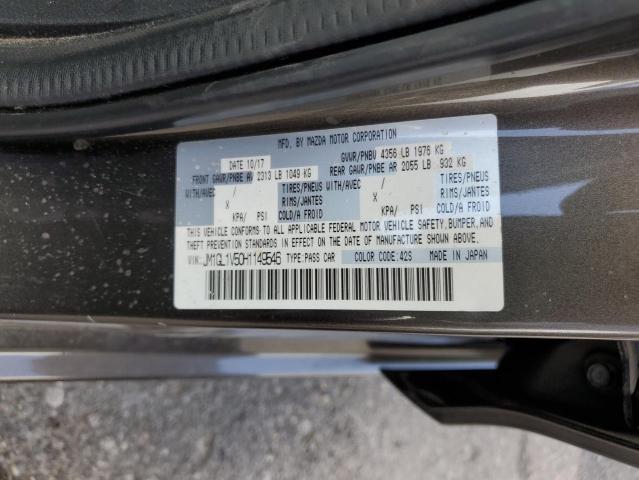 MFD. BY MAZDA MOTOR CORPORATION
DATE 10/17 GVWR/PNBV 4356 LB 1976 KG
FRONT GAWR/PNBE AV 2313 LB 1049 KG REAR GAWR/PNBE AR 2055 LB 932 KG
WITH/AVEC / TIRES/PNEUS WITH/AVEC / TIRES/PNEUS
X RIMS/JANTES X RIMS/JANTES
KPA/ PSI COLD/A FROID KPA/ PSI COLD/A FROID
THIS VEHICLE CONFORMS TO ALL APPLICABLE FEDERAL MOTOR VEHICLE SAFETY, BUMPER, AND
THEFT PREVENTION STANDARDS IN EFFECT ON THE DATE OF MANUFACTURE SHOWN ABOVE.
VIN: JM1GL1V50H1149546 TYPE:PASS CAR COLOR CODE:42S MADE IN JAPAN